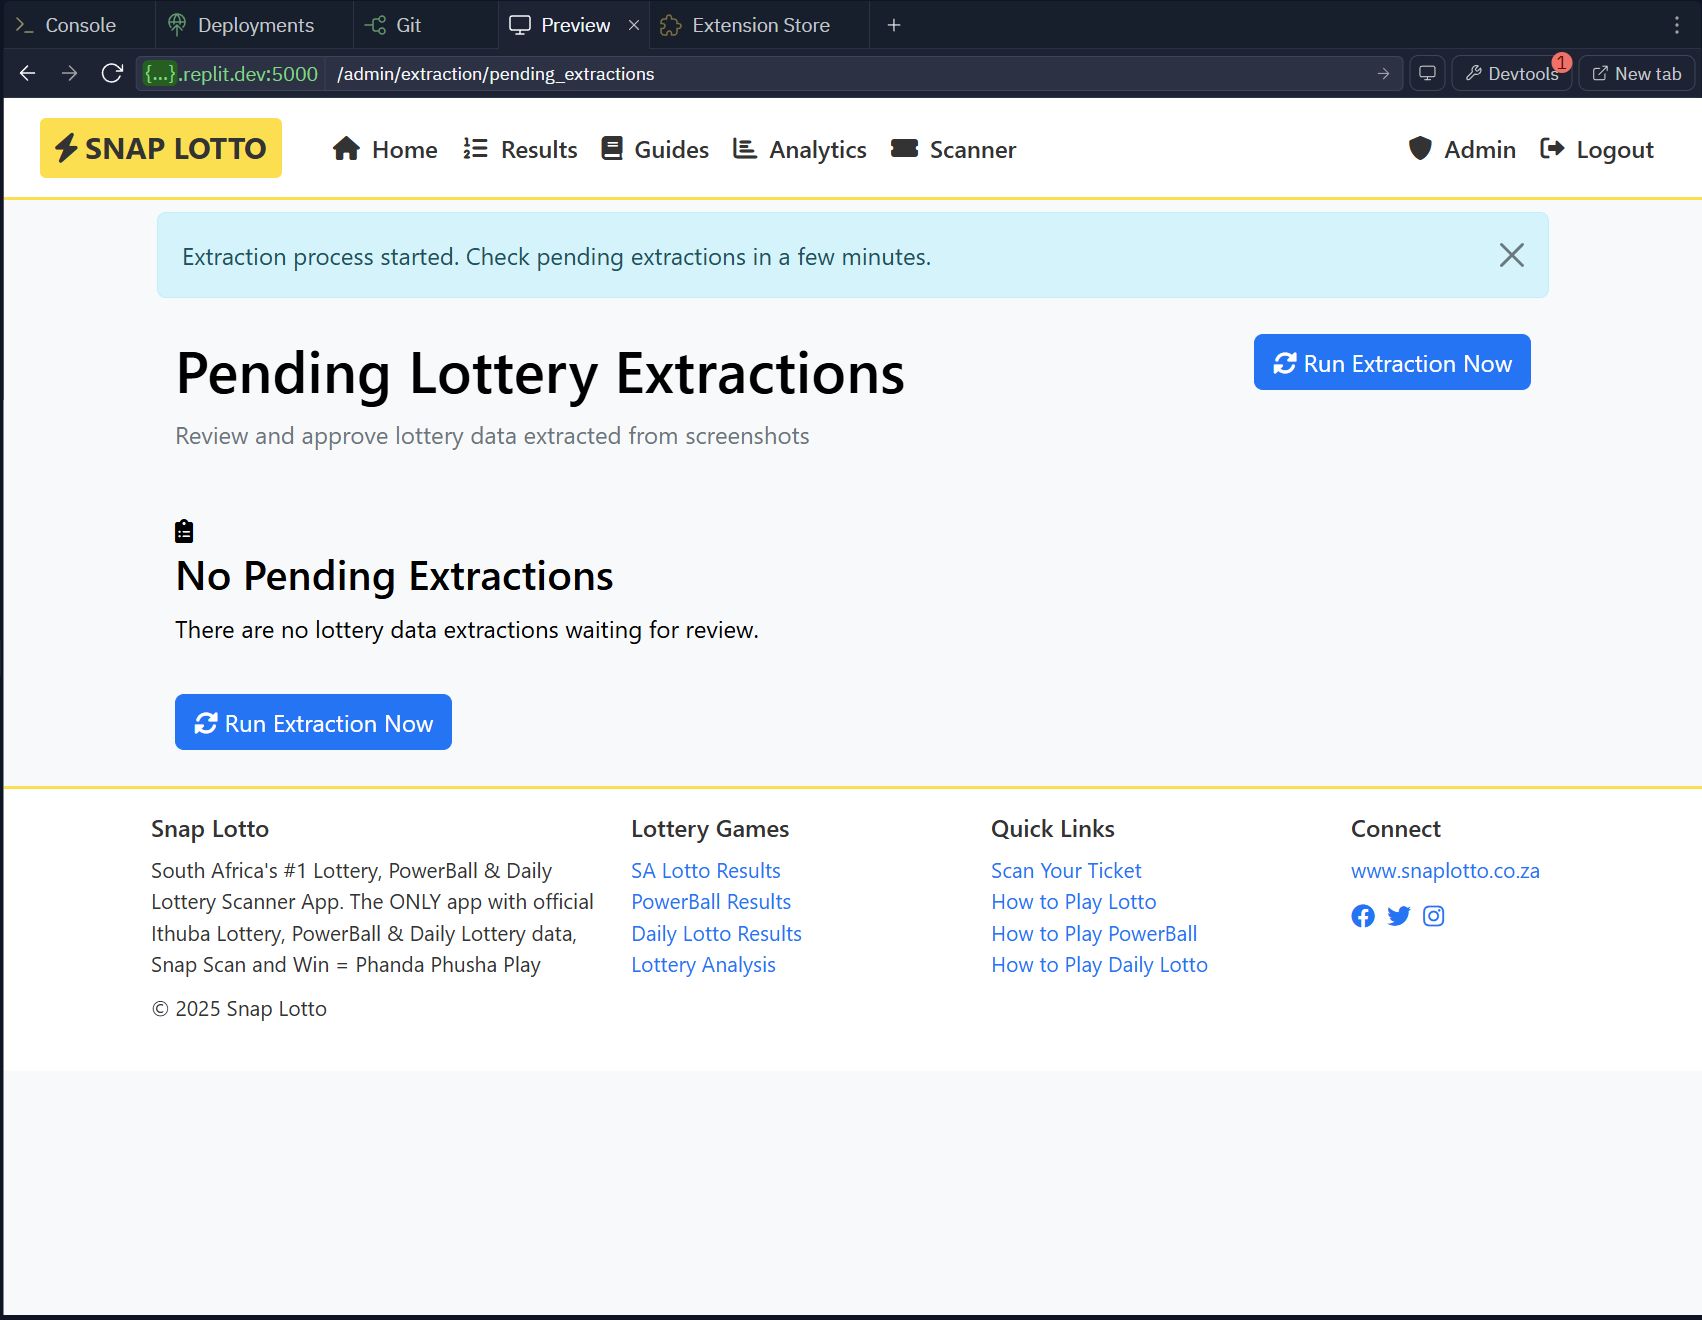 Console
Deployments
Git
Preview
Extension Store
{...}.replit.dev:5000 /admin/extraction/pending_extractions
Devtools
1
New tab
SNAP LOTTO
Home
Results
Guides
Analytics
Scanner
Admin
Logout
Extraction process started. Check pending extractions in a few minutes.
Pending Lottery Extractions
Run Extraction Now
Review and approve lottery data extracted from screenshots
No Pending Extractions
There are no lottery data extractions waiting for review.
Run Extraction Now
Snap Lotto
South Africa's #1 Lottery, PowerBall & Daily
Lottery Scanner App. The ONLY app with official
Ithuba Lottery, PowerBall & Daily Lottery data,
Snap Scan and Win = Phanda Phusha Play
© 2025 Snap Lotto
Lottery Games
SA Lotto Results
PowerBall Results
Daily Lotto Results
Lottery Analysis
Quick Links
Scan Your Ticket
How to Play Lotto
How to Play PowerBall
How to Play Daily Lotto
Connect
www.snaplotto.co.za